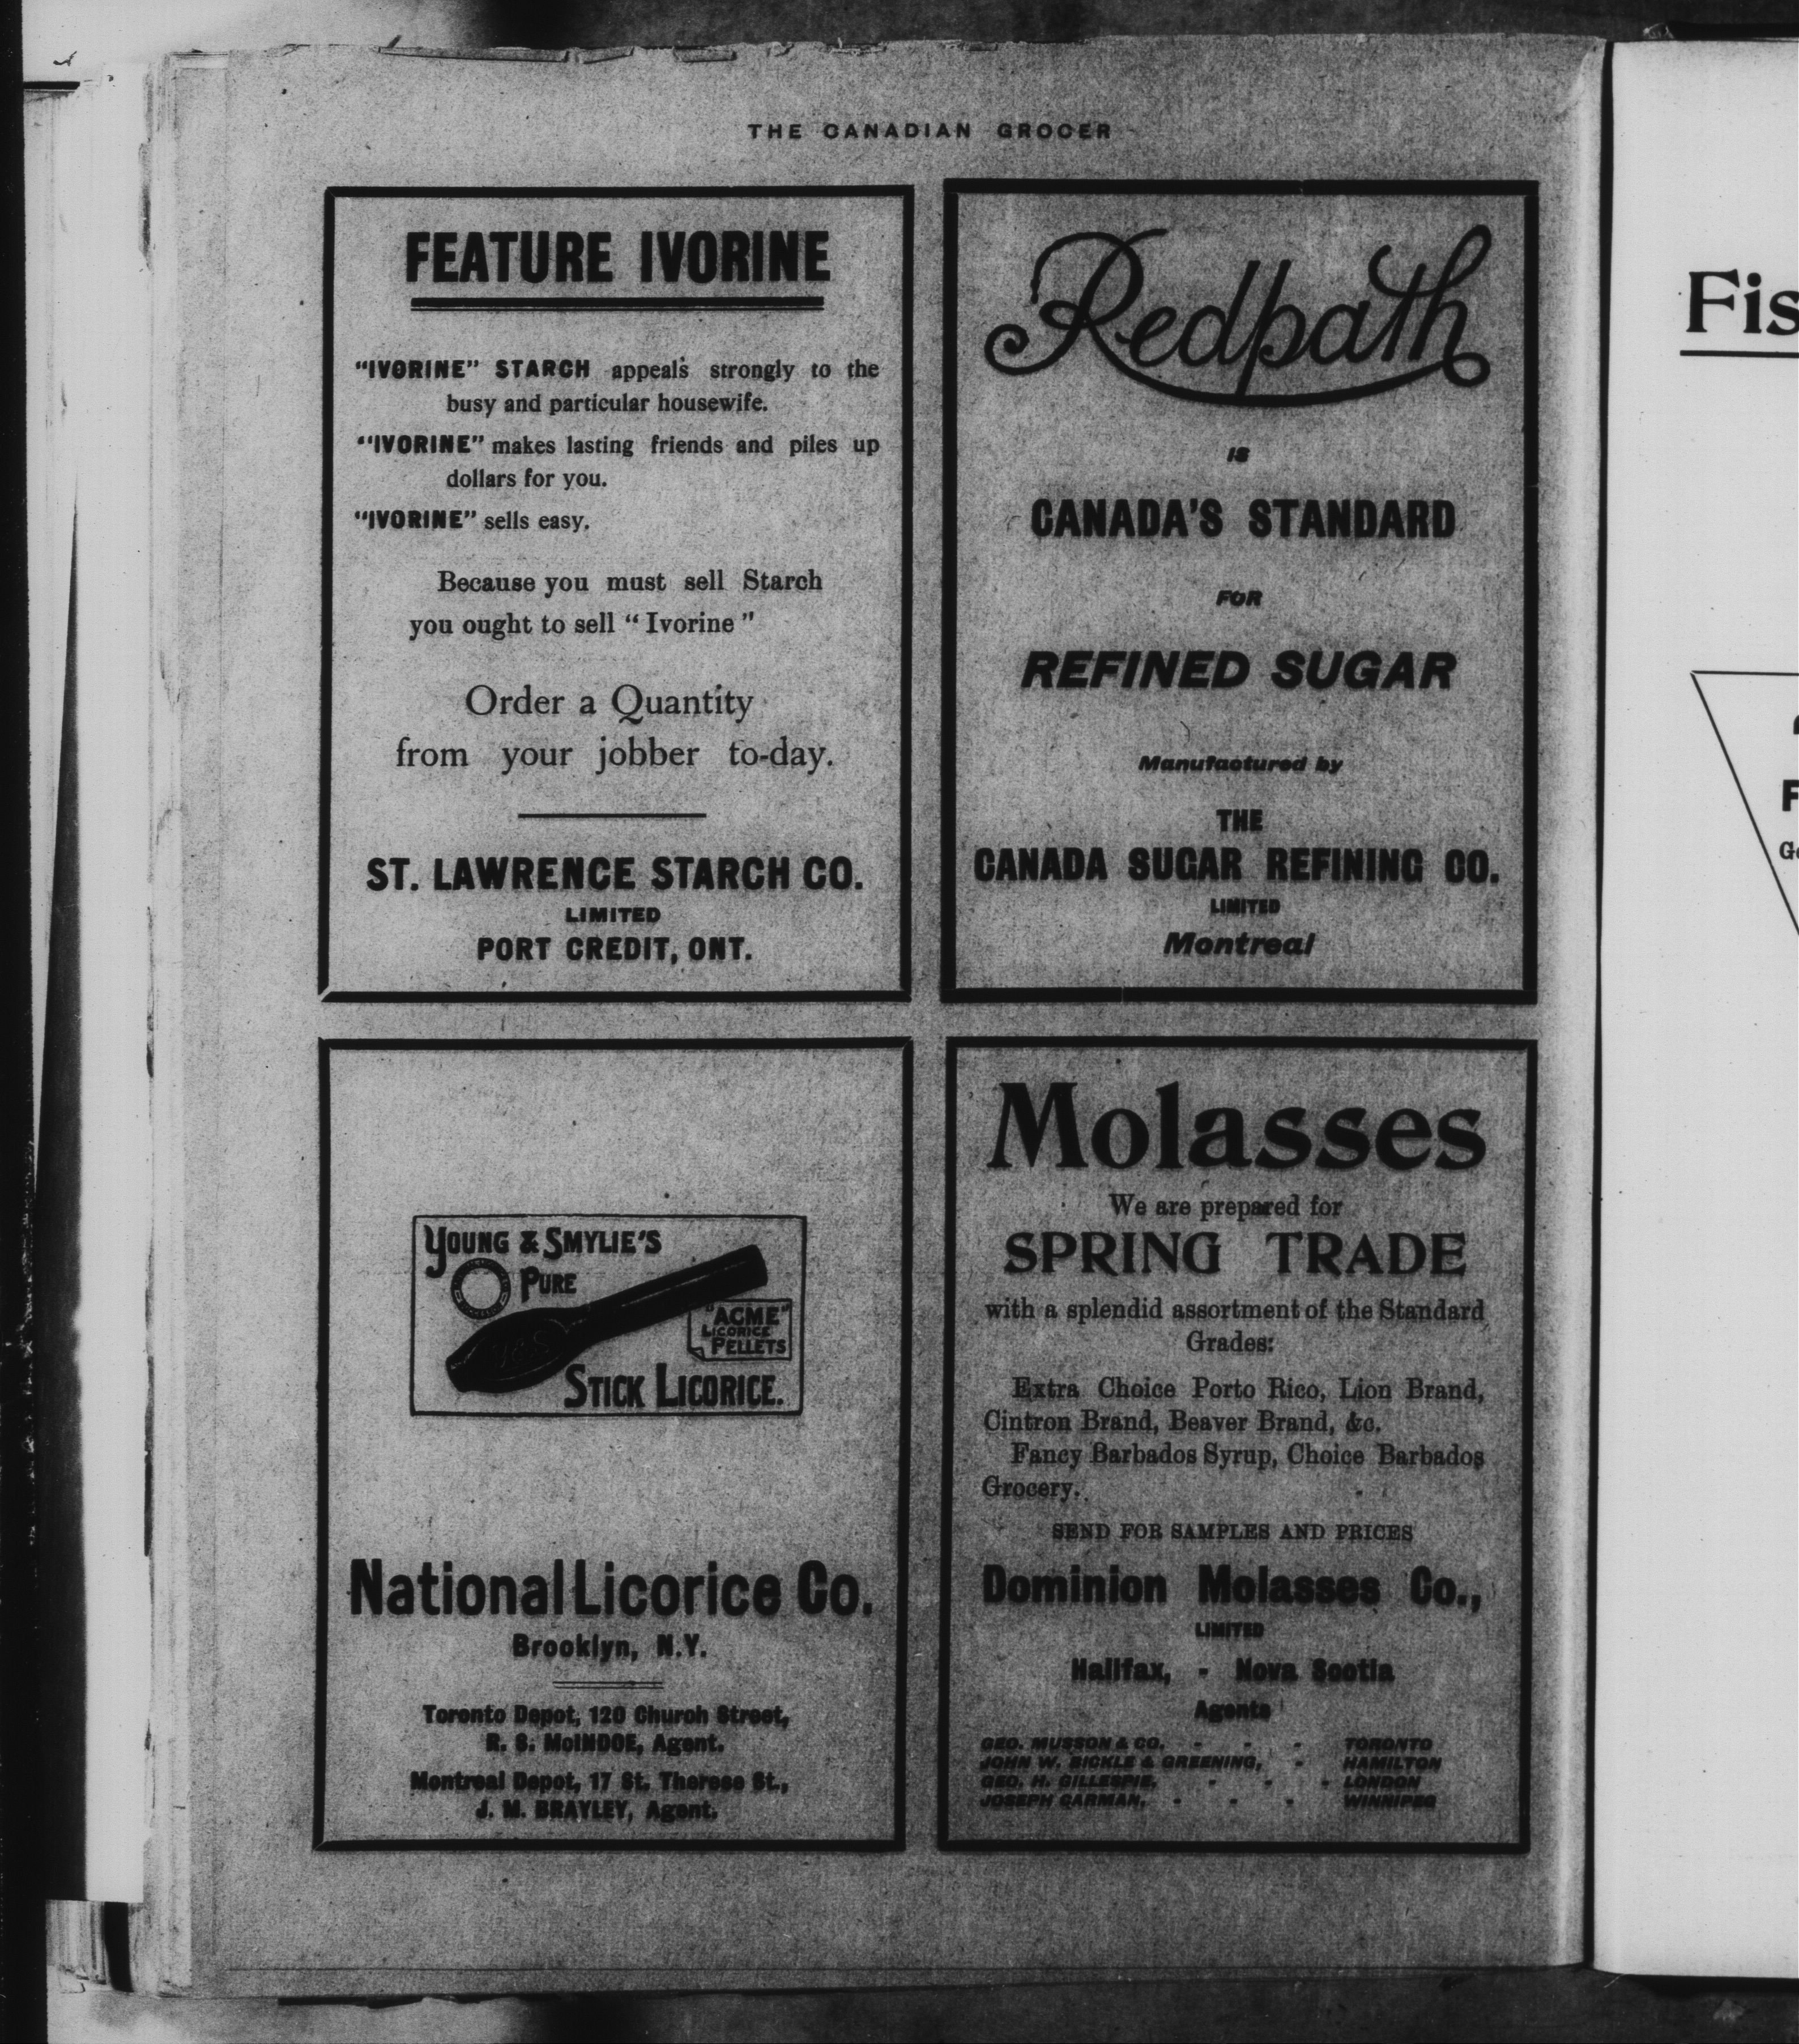 THE CANADIAN GROCER
FEATURE IVORINE
"IVORINE" STARCH appeals strongly to the
busy and particular housewife.
"IVORINE" makes lasting friends and piles up
dollars for you.
"IVORINE" sells easy.
Because you must sell Starch
you ought to sell "Ivorine"
Order a Quantity
from your jobber to-day.
ST. LAWRENCE STARCH CO.
LIMITED
PORT CREDIT, ONT.
Redpath
IS
CANADA'S STANDARD
FOR
REFINED SUGAR
Manufactured by
THE
CANADA SUGAR REFINING CO.
LIMITED
Montreal
YOUNG & SMYLIE'S
PURE
Y&S
"ACME"
LICORICE
PELLETS
STICK LICORICE.
National Licorice Co.
Brooklyn, N.Y.
Toronto Depot, 120 Church Street,
R. S. McINDOE, Agent.
Montreal Depot, 17 St. Therese St.,
J. M. BRAYLEY, Agent.
Molasses
We are prepared for
SPRING TRADE
with a splendid assortment of the Standard
Grades:
Extra Choice Porto Rico, Lion Brand,
Cintron Brand, Beaver Brand, &c.
Fancy Barbados Syrup, Choice Barbados
Grocery.
SEND FOR SAMPLES AND PRICES
Dominion Molasses Co.,
LIMITED
Halifax, - Nova Scotia
Agents
GEO. MUSSON & CO. - - - TORONTO
JOHN W. BICKLE & GREENING, - HAMILTON
GEO. H. GILLESPIE, - - - LONDON
JOSEPH CARMAN, - - - WINNIPEG
Fis